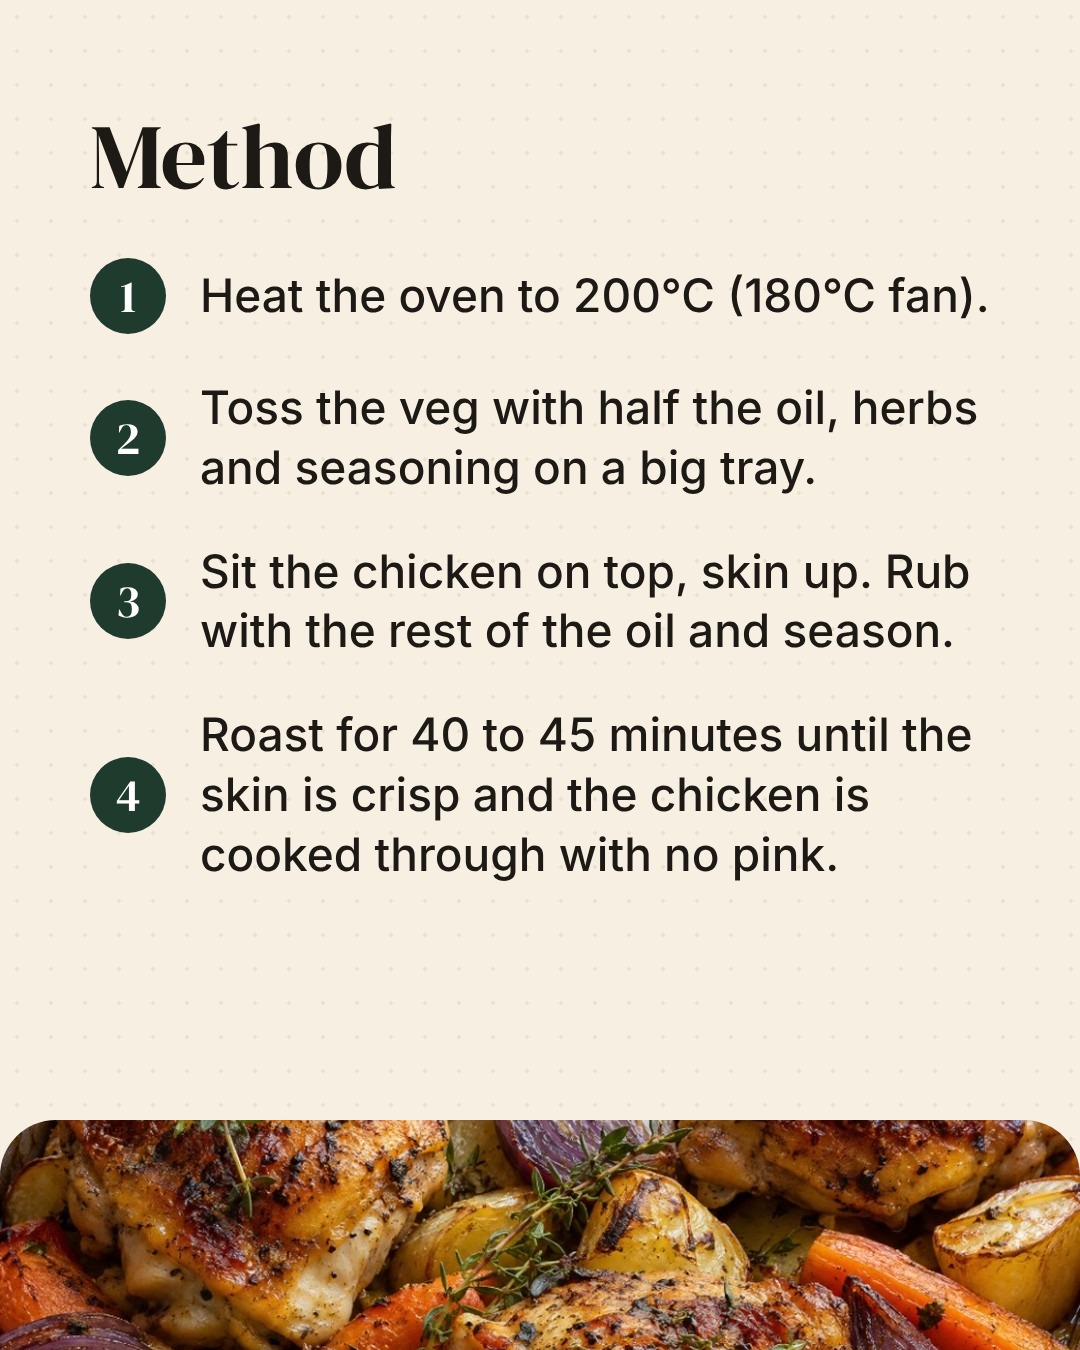 Method
1 Heat the oven to 200°C (180°C fan).
2 Toss the veg with half the oil, herbs
and seasoning on a big tray.
3 Sit the chicken on top, skin up. Rub
with the rest of the oil and season.
4 Roast for 40 to 45 minutes until the
skin is crisp and the chicken is
cooked through with no pink.